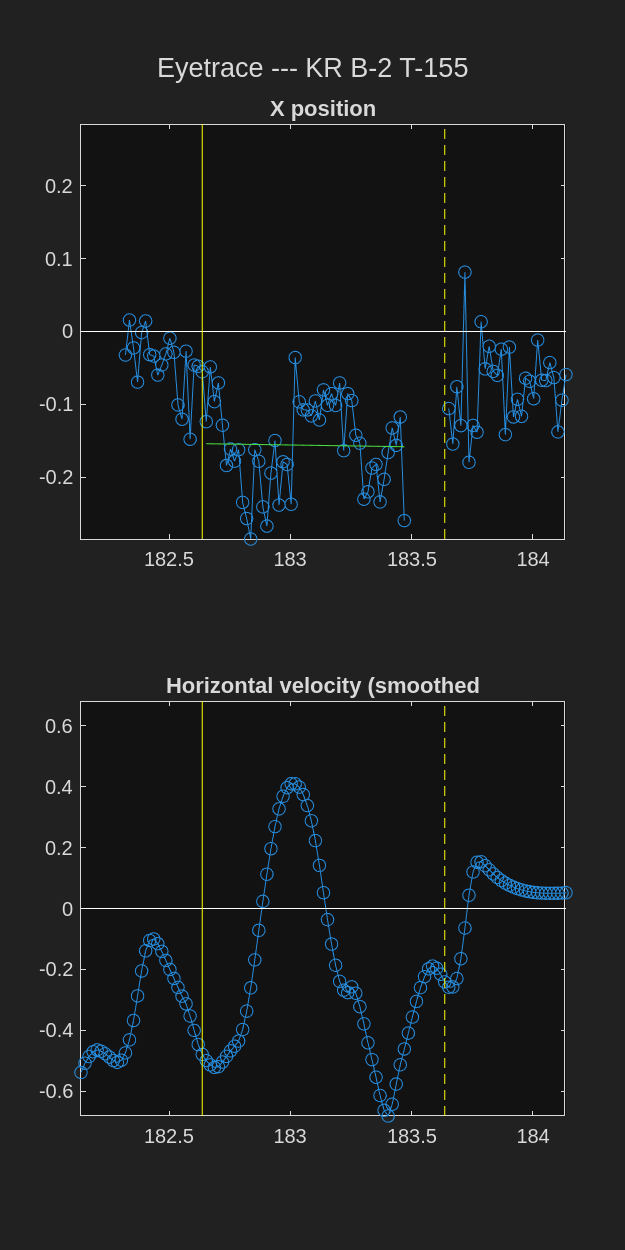 Eyetrace --- KR B-2 T-155
X position
0.2
0.1
0
-0.1
-0.2
182.5 183 183.5 184
Horizontal velocity (smoothed
0.6
0.4
0.2
0
-0.2
-0.4
-0.6
182.5 183 183.5 184